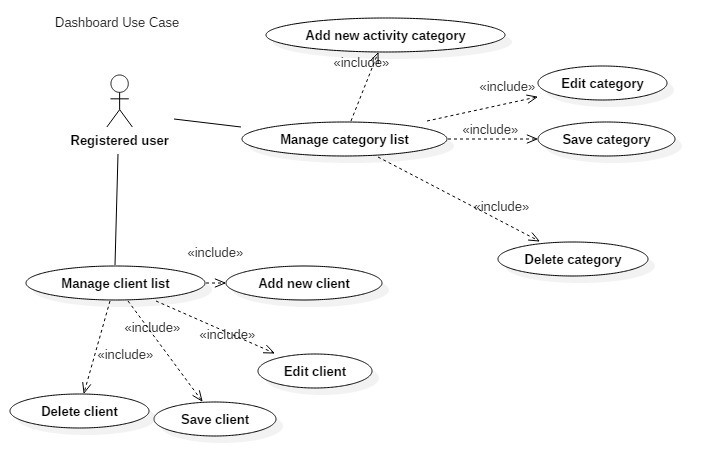 Dashboard Use Case
Add new activity category
«include»
«include»
Edit category
Registered user
Manage category list
«include»
Save category
«include»
Delete category
«include»
Manage client list
Add new client
«include»
«include»
«include»
Edit client
Delete client
Save client